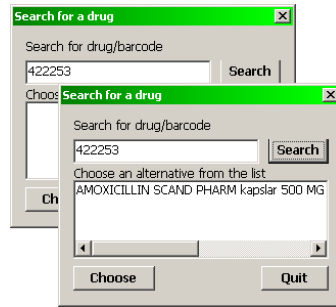 Search for a drug
Search for drug/barcode
422253
Search
Choos
Ch
Search for a drug
Search for drug/barcode
422253
Search
Choose an alternative from the list
AMOXICILLIN SCAND PHARM kapslar 500 MG
Choose
Quit